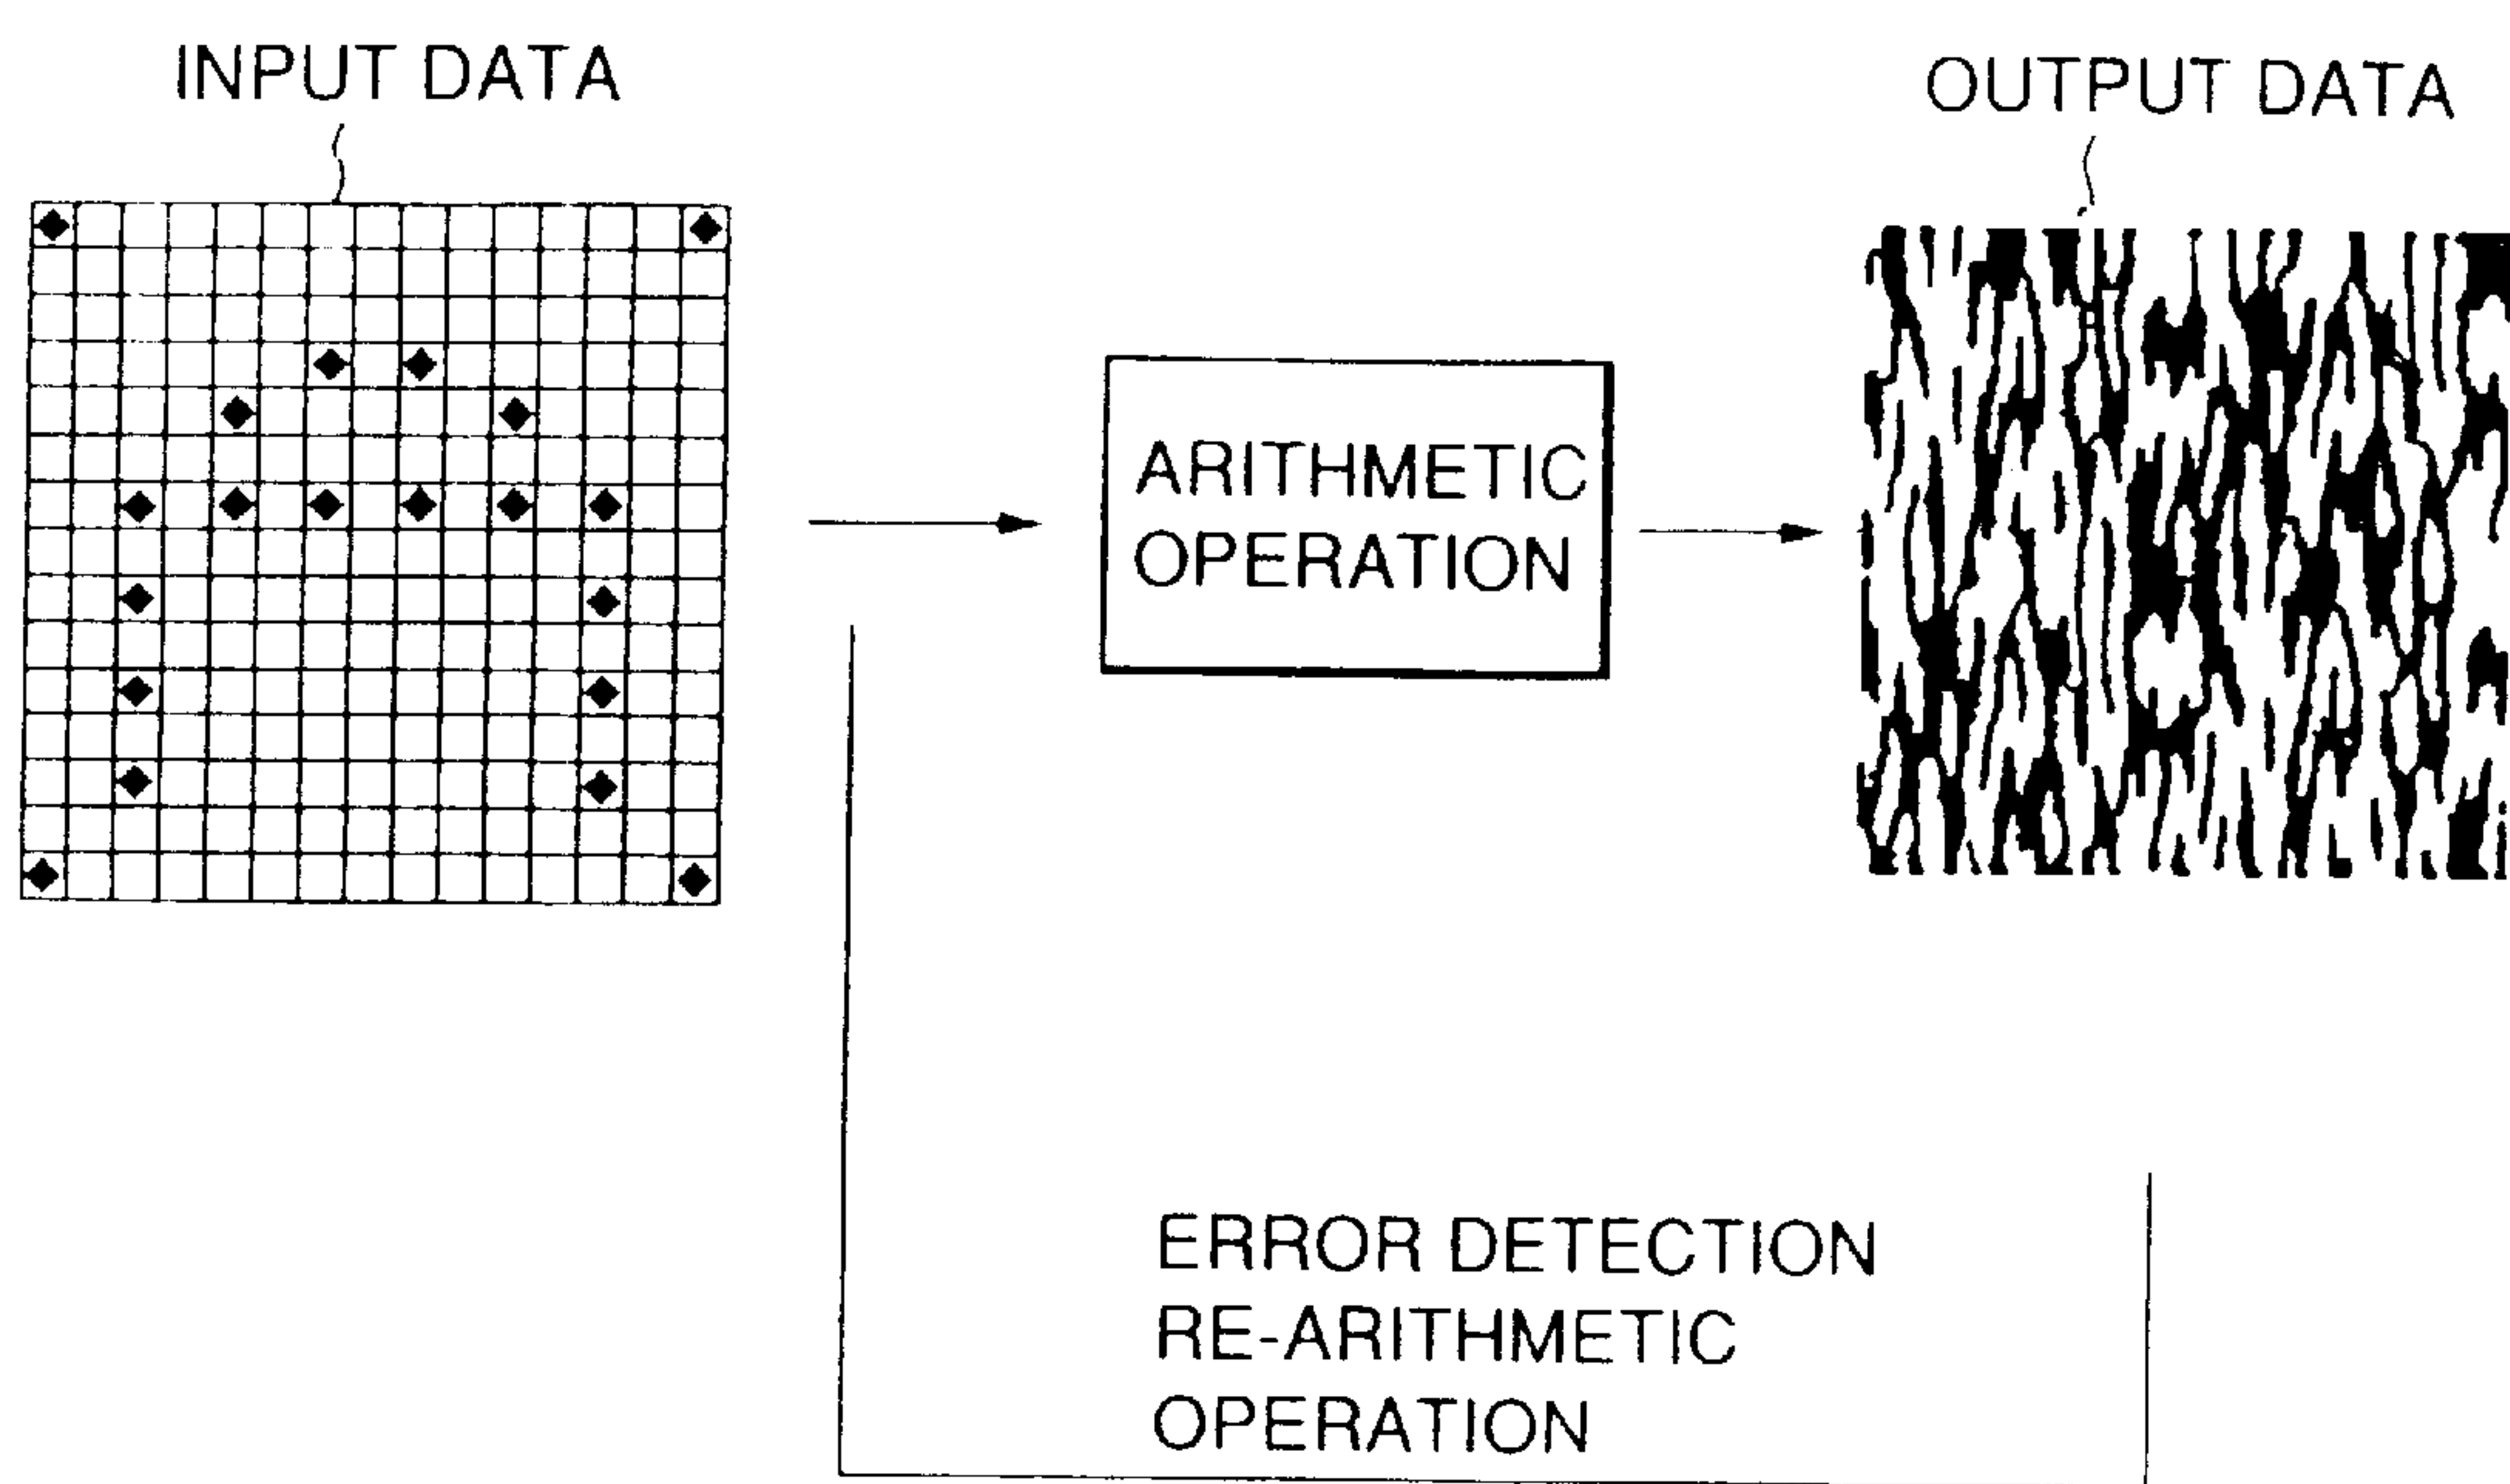 INPUT DATA
OUTPUT DATA
ARITHMETIC
OPERATION
ERROR DETECTION
RE-ARITHMETIC
OPERATION